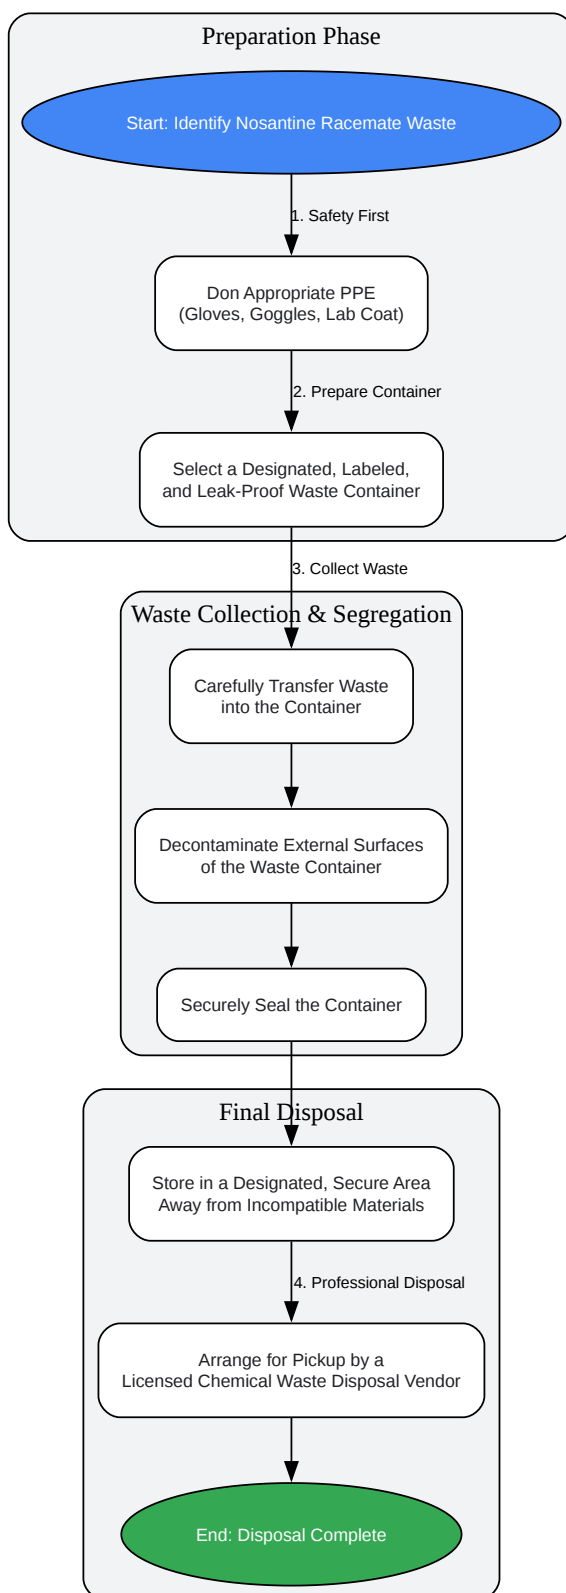 Preparation Phase
Start: Identify Nosantine Racemate Waste
1. Safety First
Don Appropriate PPE
(Gloves, Goggles, Lab Coat)
2. Prepare Container
Select a Designated, Labeled,
and Leak-Proof Waste Container
3. Collect Waste
Waste Collection & Segregation
Carefully Transfer Waste
into the Container
Decontaminate External Surfaces
of the Waste Container
Securely Seal the Container
Final Disposal
Store in a Designated, Secure Area
Away from Incompatible Materials
4. Professional Disposal
Arrange for Pickup by a
Licensed Chemical Waste Disposal Vendor
End: Disposal Complete